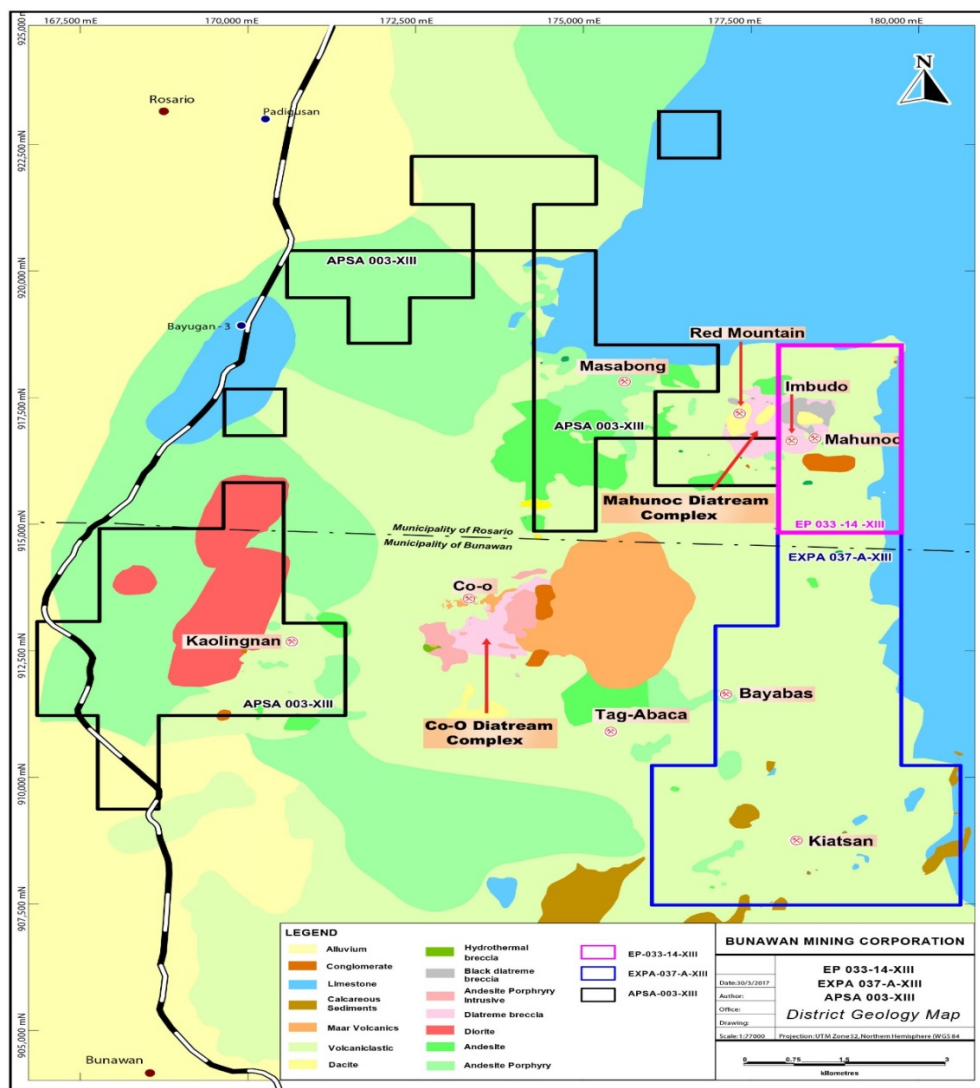 167,500 mE 170,000 mE 172,500 mE 175,000 mE 177,500 mE 180,000 mE
925,000 mN
922,500 mN
920,000 mN
917,500 mN
915,000 mN
912,500 mN
910,000 mN
907,500 mN
905,000 mN
N
Rosario
Padigusan
APSA 003-XIII
Bayugan - 3
Red Mountain
Masabong
Imbudo
APSA 003-XIII
Mahunoc
Mahunoc Diatream
Complex
Municipality of Rosario
EP 033 -14 -XIII
Municipality of Bunawan
EXPA 037-A-XIII
Co-o
Kaolingnan
Bayabas
APSA 003-XIII
Tag-Abaca
Co-O Diatream
Complex
Kiatsan
Bunawan
LEGEND
Alluvium
Conglomerate
Limestone
Calcareous
Sediments
Maar Volcanics
Volcaniclastic
Dacite
Hydrothermal
breccia
Black diatreme
breccia
Andesite Porphryry
Intrusive
Diatreme breccia
Diorite
Andesite
Andesite Porphyry
EP-033-14-XIII
EXPA-037-A-XIII
APSA-003-XIII
BUNAWAN MINING CORPORATION
EP 033-14-XIII
EXPA 037-A-XIII
APSA 003-XIII
District Geology Map
Date:30/3/2017
Author:
Office:
Drawing:
Scale:1:77000
Projection: UTM Zone 52, Northern Hemisphere (WGS 84
0 0.75 1.5 3
kilometres